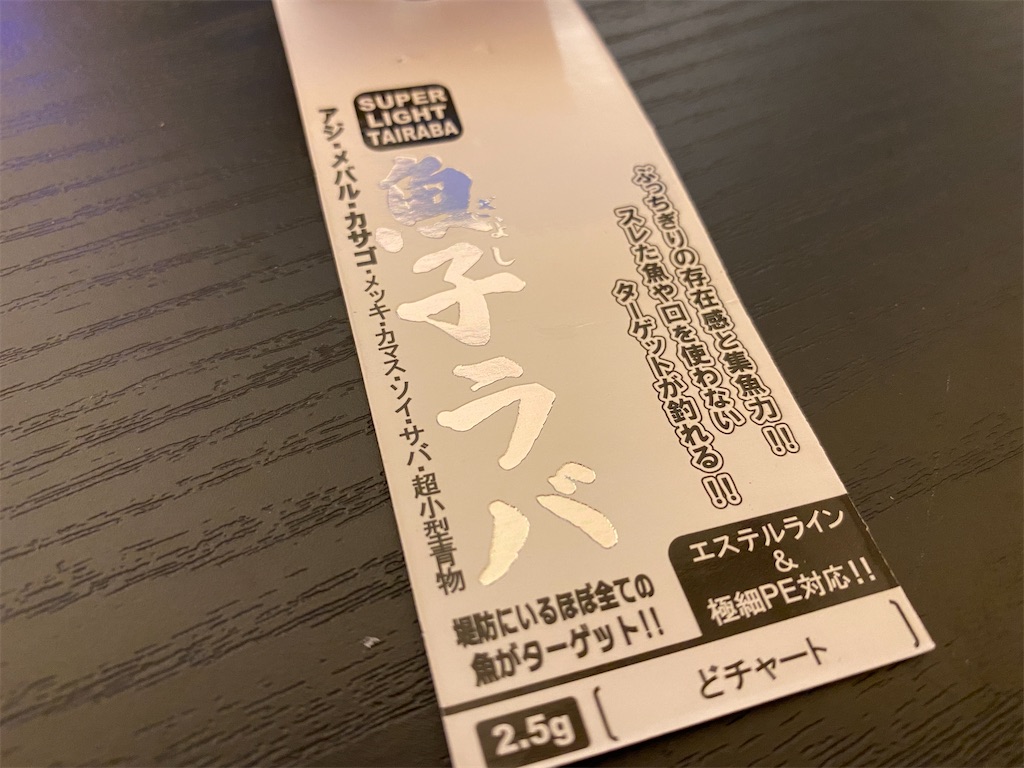 SUPER
LIGHT
TAIRABA
ぶっちぎりの存在感と集魚力!!
スレた魚や口を使わない
ターゲットが釣れる!!
魚子ラバ
アジ・メバル・カサゴ・メッキ・カマス・ソイ・サバ・超小型青物
堤防にいるほぼ全ての
魚がターゲット!!
エステルライン
&
極細PE対応!!
2.5g
( どチャート )